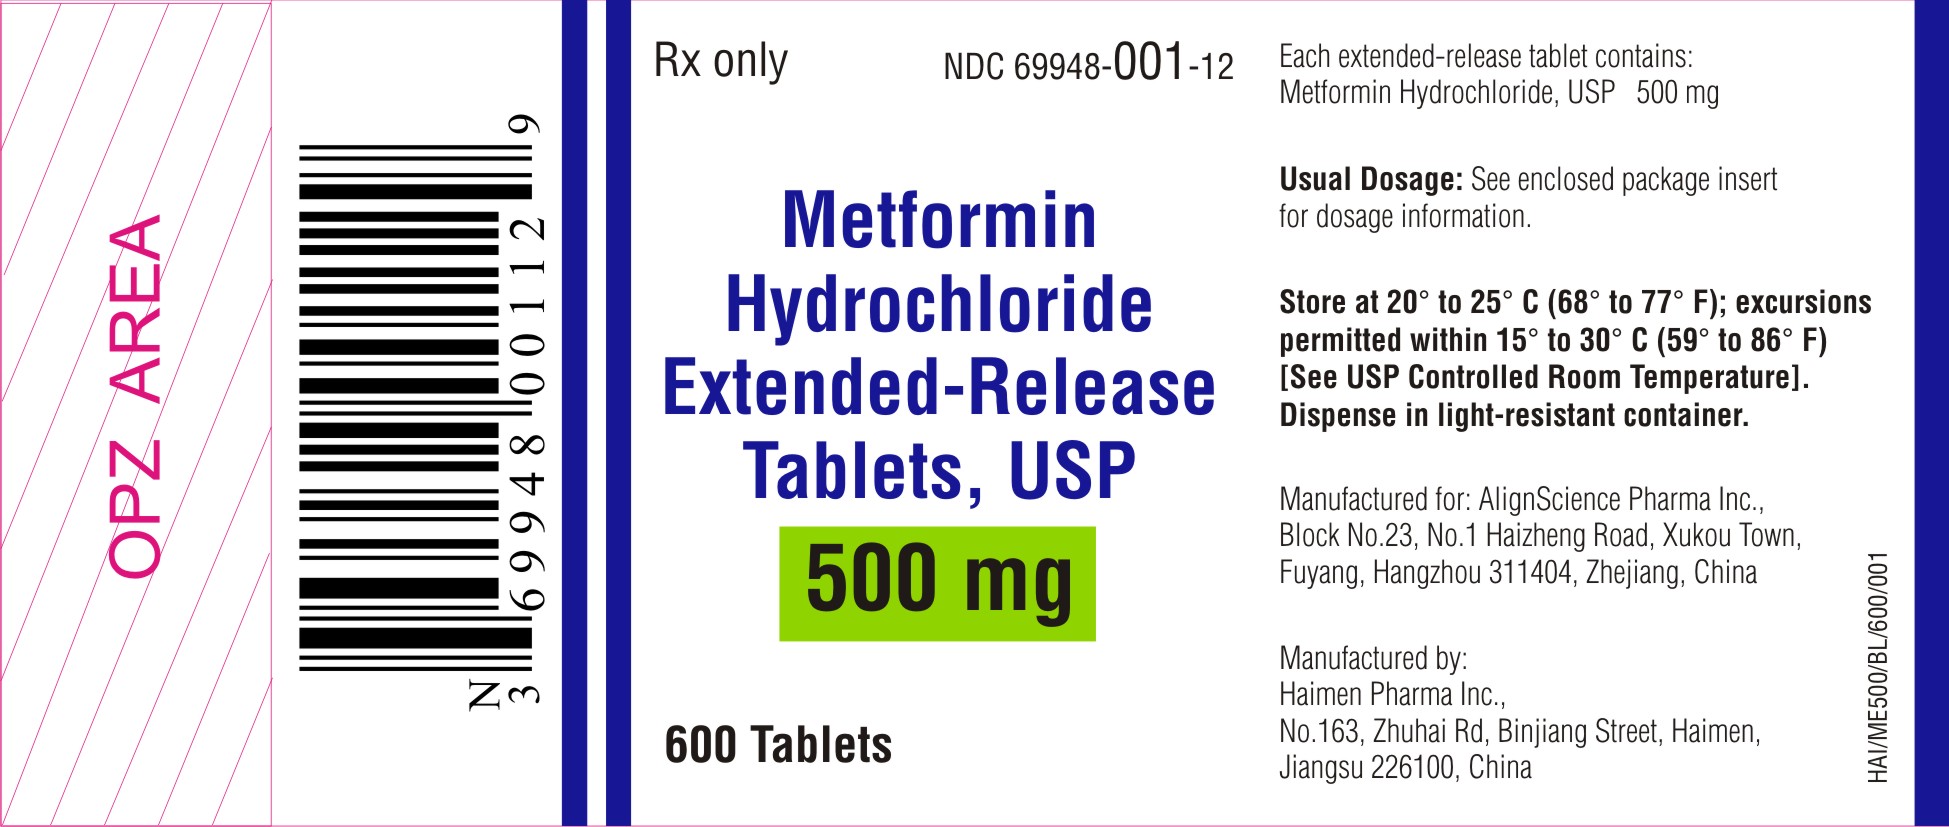 OPZ AREA
N
3 69948 00112 9
Rx only
NDC 69948-001-12
Metformin
Hydrochloride
Extended-Release
Tablets, USP
500 mg
600 Tablets
Each extended-release tablet contains:
Metformin Hydrochloride, USP 500 mg
Usual Dosage: See enclosed package insert
for dosage information.
Store at 20° to 25° C (68° to 77° F); excursions
permitted within 15° to 30° C (59° to 86° F)
[See USP Controlled Room Temperature].
Dispense in light-resistant container.
Manufactured for: AlignScience Pharma Inc.,
Block No.23, No.1 Haizheng Road, Xukou Town,
Fuyang, Hangzhou 311404, Zhejiang, China
Manufactured by:
Haimen Pharma Inc.,
No.163, Zhuhai Rd, Binjiang Street, Haimen,
Jiangsu 226100, China
HAI/ME500/BL/600/001